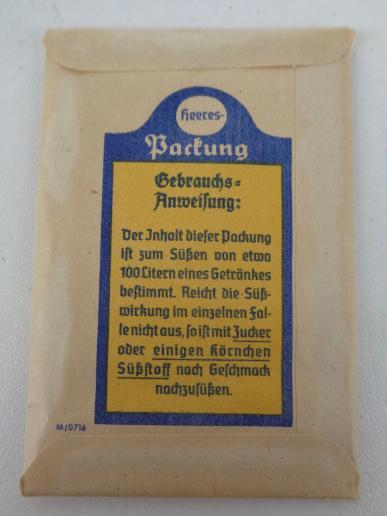 Heeres-
Packung
Gebrauchs=
Anweisung:
Der Inhalt dieser Packung
ist zum Süßen von etwa
100 Litern eines Getränkes
bestimmt. Reicht die Süß-
wirkung im einzelnen Fal-
le nicht aus, so ist mit Zucker
oder einigen Körnchen
Süßstoff nach Geschmack
nachzusüßen.
M/0716